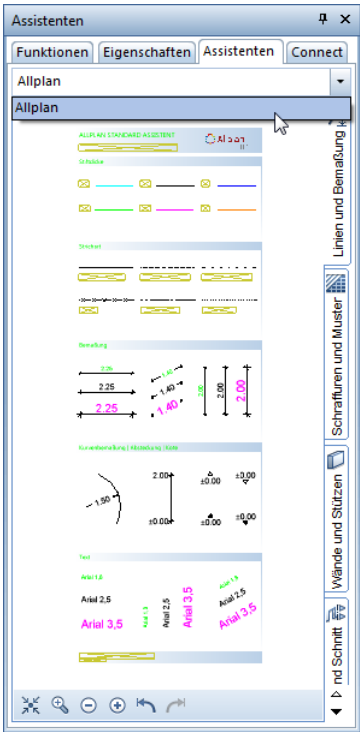 Assistenten
Funktionen Eigenschaften Assistenten Connect
Allplan
Allplan
ALLPLAN STANDARD-ASSISTENT
Allplan
Strichdicke
Strichart
Bemaßung
2.25
2.25
2.25
1.40
1.40
1.40
2.00
2.00
2.00
Kurvenbemaßung | Absteckung | Kote
1.50
2.00
±0.00
±0.00
±0.00
±0.00
±0.00
Text
Arial 1,8
Arial 2,5
Arial 3,5
Arial 1,8
Arial 2,5
Arial 3,5
Arial 1,8
Arial 2,5
Arial 3,5
Linien und Bemaßung
Schraffuren und Muster
Wände und Stützen
nd Schnitt